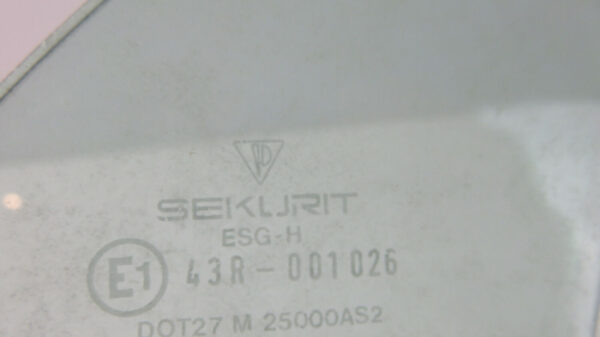 SEKURIT
ESG-H
E1 43R-001026
DOT27 M 25000AS2